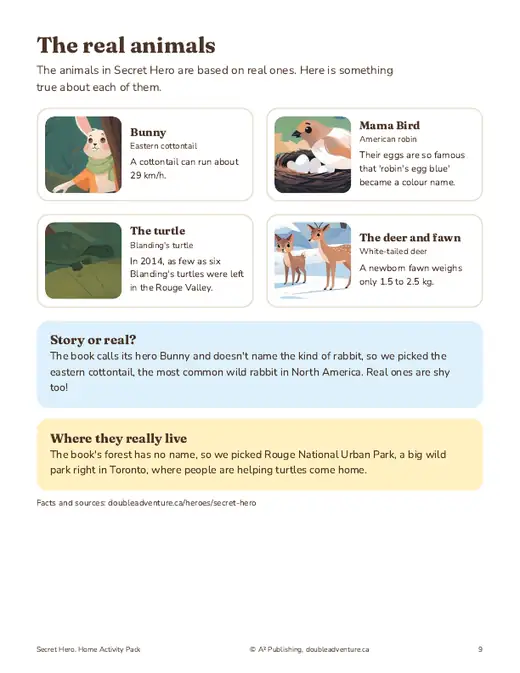 The real animals
The animals in Secret Hero are based on real ones. Here is something
true about each of them.
Bunny
Eastern cottontail
A cottontail can run about
29 km/h.
Mama Bird
American robin
Their eggs are so famous
that 'robin's egg blue'
became a colour name.
The turtle
Blanding's turtle
In 2014, as few as six
Blanding's turtles were left
in the Rouge Valley.
The deer and fawn
White-tailed deer
A newborn fawn weighs
only 1.5 to 2.5 kg.
Story or real?
The book calls its hero Bunny and doesn't name the kind of rabbit, so we picked the
eastern cottontail, the most common wild rabbit in North America. Real ones are shy
too!
Where they really live
The book's forest has no name, so we picked Rouge National Urban Park, a big wild
park right in Toronto, where people are helping turtles come home.
Facts and sources: doubleadventure.ca/heroes/secret-hero
Secret Hero. Home Activity Pack
© A² Publishing, doubleadventure.ca
9